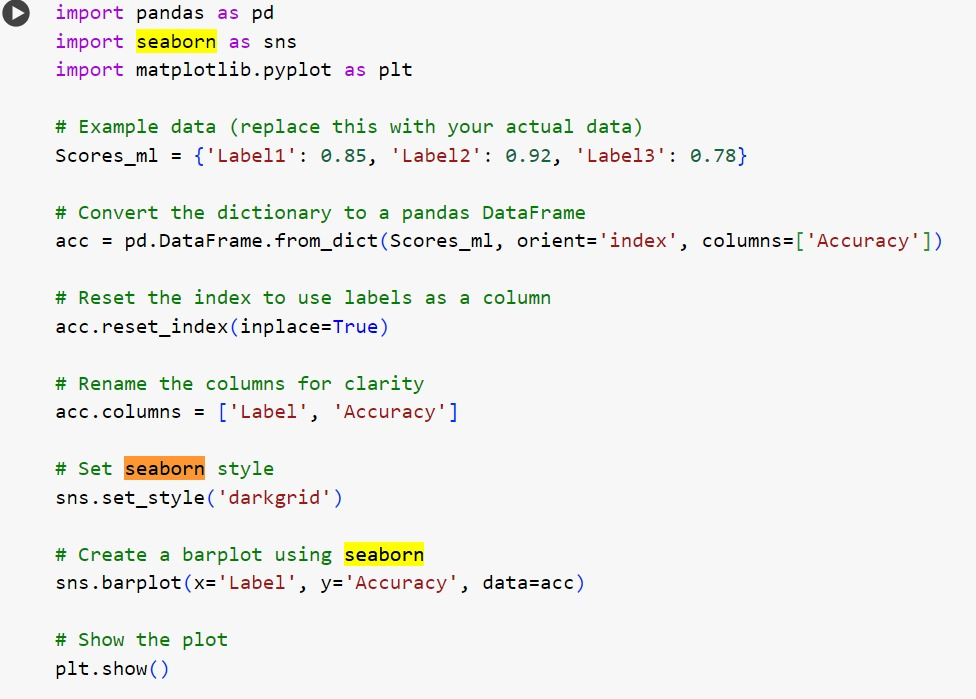 import pandas as pd
import seaborn as sns
import matplotlib.pyplot as plt
# Example data (replace this with your actual data)
Scores_ml = {'Label1': 0.85, 'Label2': 0.92, 'Label3': 0.78}
# Convert the dictionary to a pandas DataFrame
acc = pd.DataFrame.from_dict(Scores_ml, orient='index', columns=['Accuracy'])
# Reset the index to use labels as a column
acc.reset_index(inplace=True)
# Rename the columns for clarity
acc.columns = ['Label', 'Accuracy']
# Set seaborn style
sns.set_style('darkgrid')
# Create a barplot using seaborn
sns.barplot(x='Label', y='Accuracy', data=acc)
# Show the plot
plt.show()